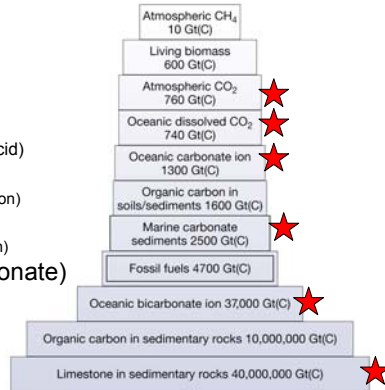 Atmospheric CH₄
10 Gt(C)
Living biomass
600 Gt(C)
Atmospheric CO₂
760 Gt(C)
Oceanic dissolved CO₂
740 Gt(C)
cid)
Oceanic carbonate ion
1300 Gt(C)
on)
Organic carbon in
soils/sediments 1600 Gt(C)
Marine carbonate
sediments 2500 Gt(C)
n)
onate)
Fossil fuels 4700 Gt(C)
Oceanic bicarbonate ion 37,000 Gt(C)
Organic carbon in sedimentary rocks 10,000,000 Gt(C)
Limestone in sedimentary rocks 40,000,000 Gt(C)